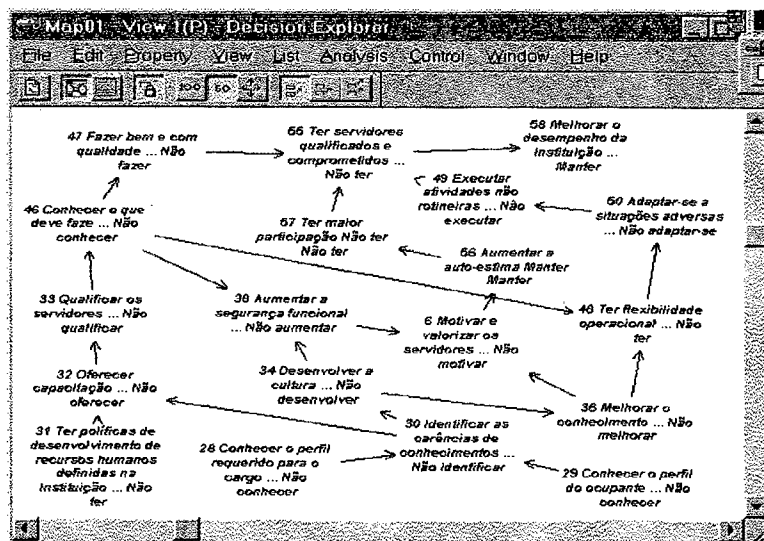 Map01 - View 1(P) - Decision Explorer
File Edit Property View List Analysis Control Window Help
47 Fazer bem e com
qualidade ... Não
fazer
55 Ter servidores
qualificados e
comprometidos ...
Não ter
58 Melhorar o
desempenho da
Instituição ...
Manter
49 Executar
atividades não
rotineiras ... Não
executar
50 Adaptar-se a
situações adversas
... Não adaptar-se
46 Conhecer o que
deve faze ... Não
conhecer
57 Ter maior
participação Não ter
Não ter
56 Aumentar a
auto-estima Manter
Manter
33 Qualificar os
servidores ... Não
qualificar
38 Aumentar a
segurança funcional
... Não aumentar
6 Motivar e
valorizar os
servidores ... Não
motivar
48 Ter flexibilidade
operacional ... Não
ter
32 Oferecer
capacitação ... Não
oferecer
34 Desenvolver a
cultura ... Não
desenvolver
36 Melhorar o
conhecimento ... Não
melhorar
31 Ter políticas de
desenvolvimento de
recursos humanos
definidas na
Instituição ... Não
ter
28 Conhecer o perfil
requerido para o
cargo ... Não
conhecer
30 Identificar as
carências de
conhecimentos ...
Não identificar
29 Conhecer o perfil
do ocupante ... Não
conhecer